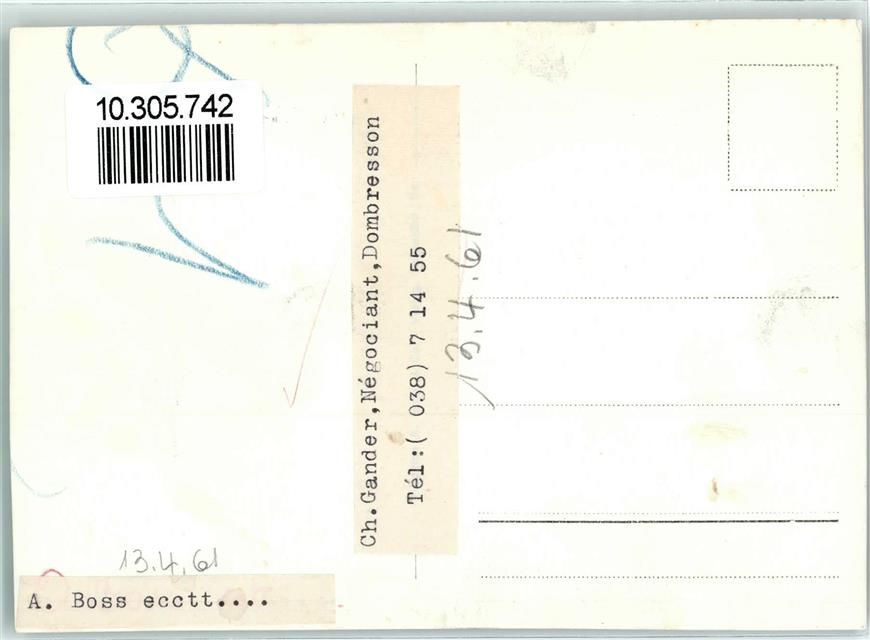 10.305.742
Ch.Gander,Négociant,Dombresson
Tél:( 038) 7 14 55
13.4.61
13.4.61
A. Boss ecctt....